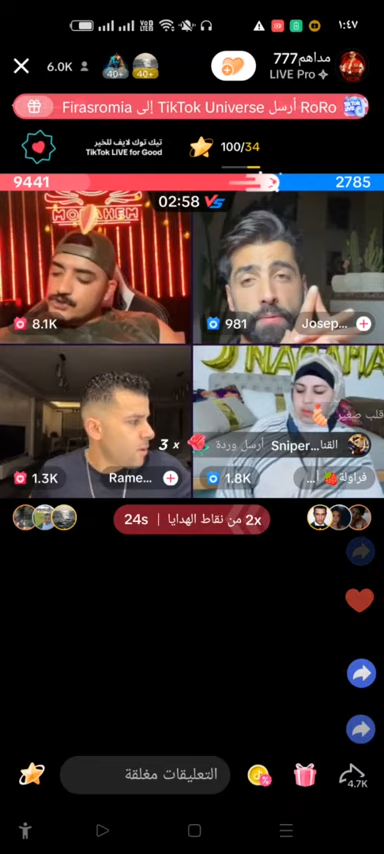 ١:٤٧
6.0K
40+
40+
مداهم777
LIVE Pro
RoRo أرسل TikTok Universe إلى Firasromia
تيك توك لايف للخير
TikTok LIVE for Good
100/34
9441
2785
02:58 VS
8.1K
981
Josep...
3 x
قلب صغير
القنا...Sniper
أرسل وردة
1.3K
Rame...
1.8K
فراولة🍓 أ...
2x من نقاط الهدايا | 24s
التعليقات مغلقة
4.7K